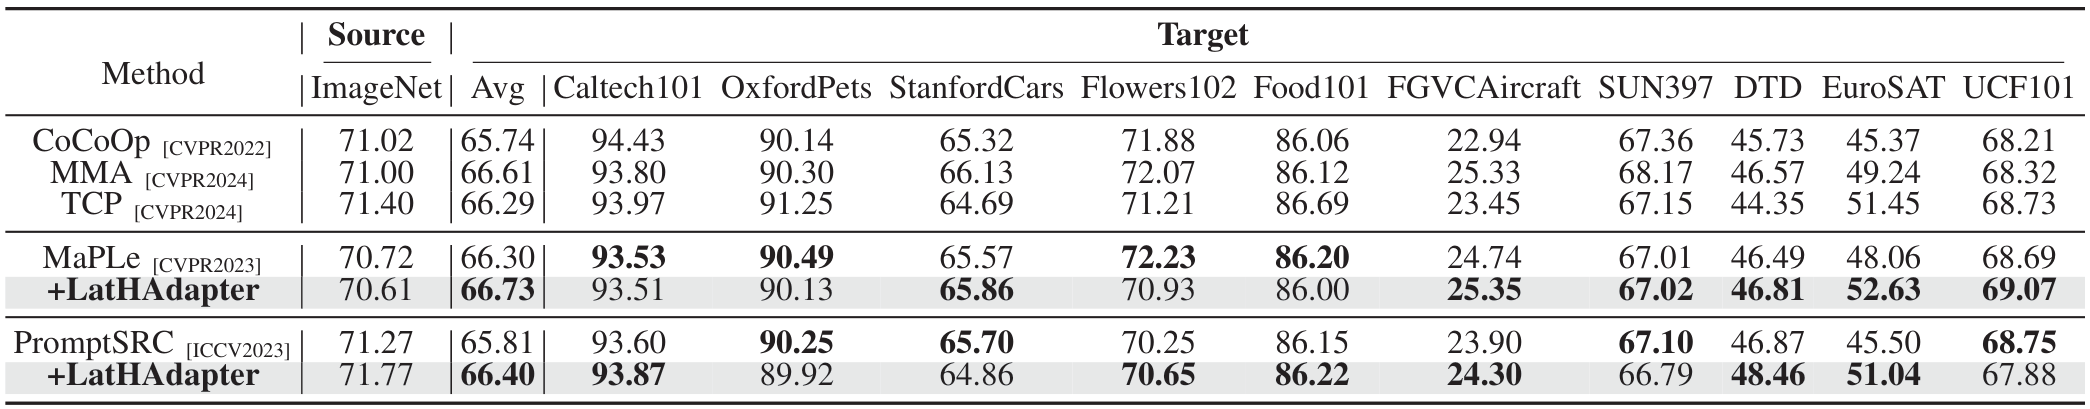 Source Target
Method
ImageNet Avg Caltech101 OxfordPets StanfordCars Flowers102 Food101 FGVCAircraft SUN397 DTD EuroSAT UCF101
CoCoOp [CVPR2022] 71.02 65.74 94.43 90.14 65.32 71.88 86.06 22.94 67.36 45.73 45.37 68.21
MMA [CVPR2024] 71.00 66.61 93.80 90.30 66.13 72.07 86.12 25.33 68.17 46.57 49.24 68.32
TCP [CVPR2024] 71.40 66.29 93.97 91.25 64.69 71.21 86.69 23.45 67.15 44.35 51.45 68.73
MaPLe [CVPR2023] 70.72 66.30 93.53 90.49 65.57 72.23 86.20 24.74 67.01 46.49 48.06 68.69
+LatHAdapter 70.61 66.73 93.51 90.13 65.86 70.93 86.00 25.35 67.02 46.81 52.63 69.07
PromptSRC [ICCV2023] 71.27 65.81 93.60 90.25 65.70 70.25 86.15 23.90 67.10 46.87 45.50 68.75
+LatHAdapter 71.77 66.40 93.87 89.92 64.86 70.65 86.22 24.30 66.79 48.46 51.04 67.88